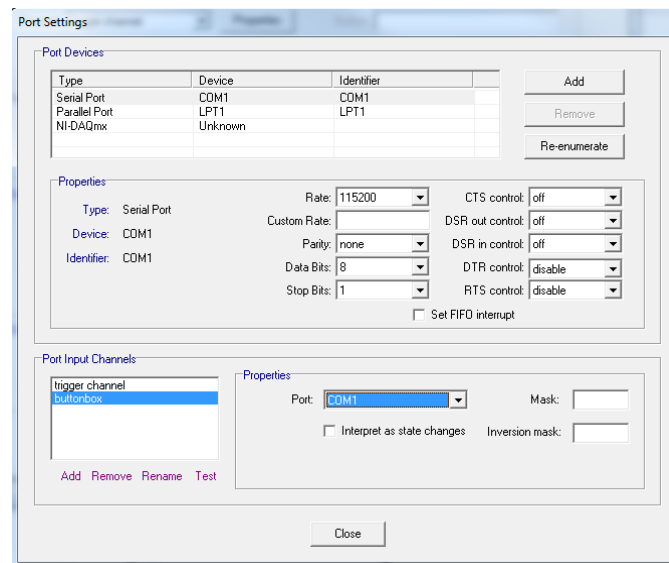 Port Settings
Properties
Port Devices
Type Device Identifier
Serial Port COM1 COM1
Parallel Port LPT1 LPT1
NI-DAQmx Unknown
Add
Remove
Re-enumerate
Properties
Type: Serial Port
Device: COM1
Identifier: COM1
Rate: 115200
Custom Rate:
Parity: none
Data Bits: 8
Stop Bits: 1
CTS control: off
DSR out control: off
DSR in control: off
DTR control: disable
RTS control: disable
Set FIFO interrupt
Port Input Channels
trigger channel
buttonbox
Add Remove Rename Test
Properties
Port: COM1
Interpret as state changes
Mask:
Inversion mask:
Close